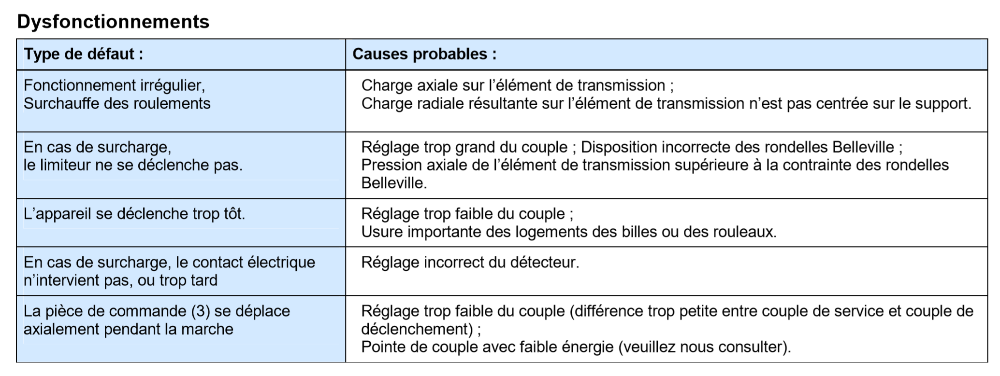 Dysfonctionnements
Type de défaut :
Causes probables :
Fonctionnement irrégulier,
Surchauffe des roulements
Charge axiale sur l’élément de transmission ;
Charge radiale résultante sur l’élément de transmission n’est pas centrée sur le support.
En cas de surcharge,
le limiteur ne se déclenche pas.
Réglage trop grand du couple ; Disposition incorrecte des rondelles Belleville ;
Pression axiale de l’élément de transmission supérieure à la contrainte des rondelles
Belleville.
L’appareil se déclenche trop tôt.
Réglage trop faible du couple ;
Usure importante des logements des billes ou des rouleaux.
En cas de surcharge, le contact électrique
n’intervient pas, ou trop tard
Réglage incorrect du détecteur.
La pièce de commande (3) se déplace
axialement pendant la marche
Réglage trop faible du couple (différence trop petite entre couple de service et couple de
déclenchement) ;
Pointe de couple avec faible énergie (veuillez nous consulter).